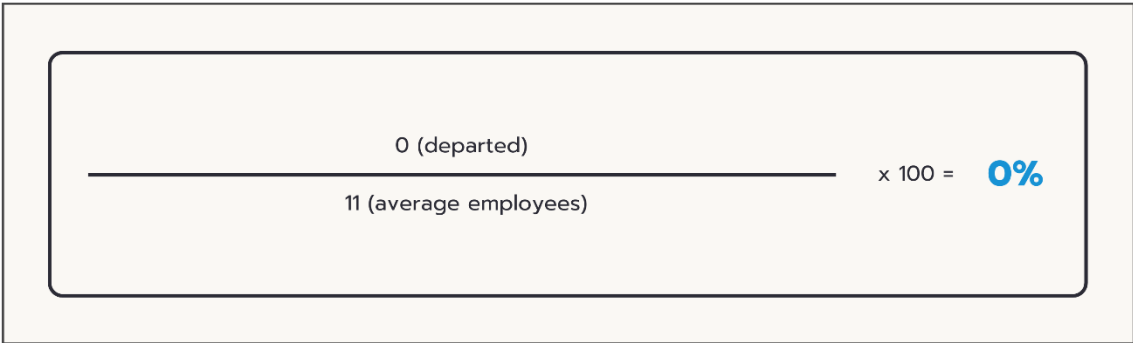 0 (departed)
11 (average employees)
x 100 = 0%